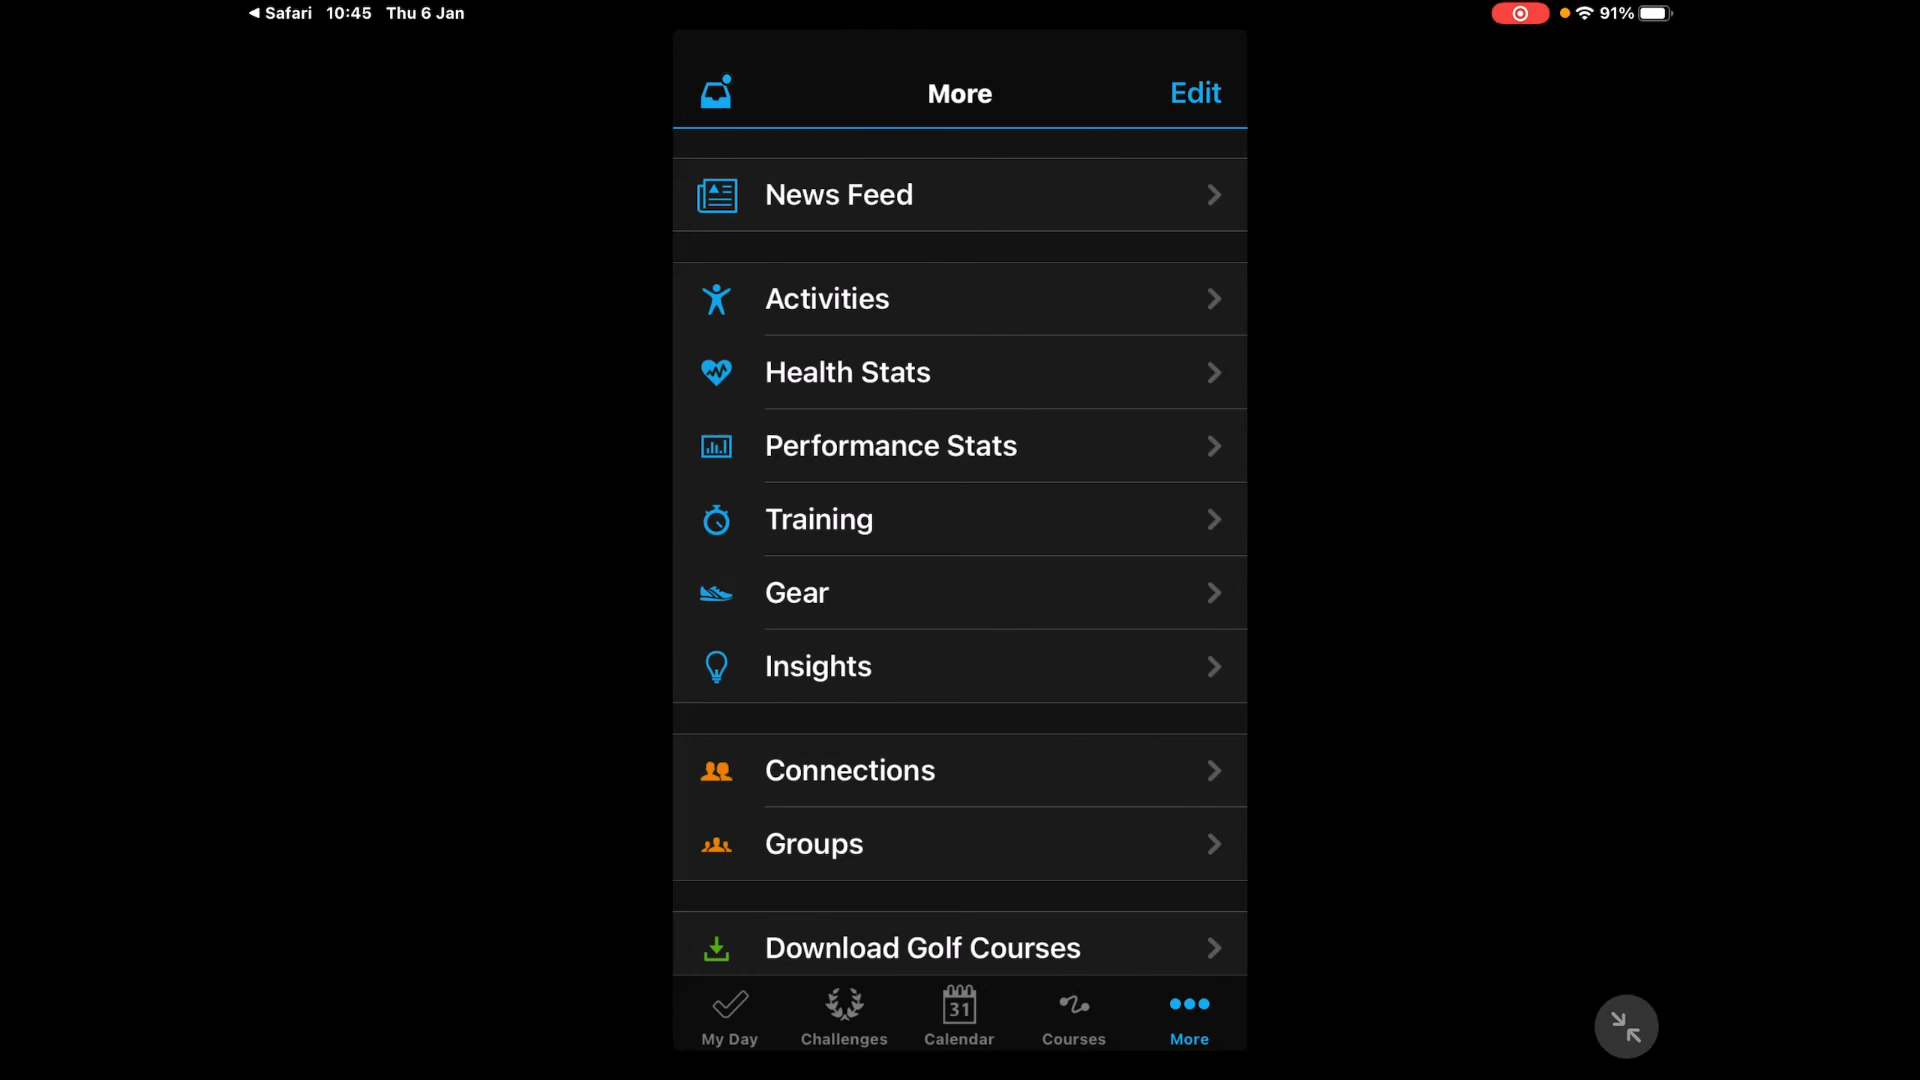 Safari 10:45 Thu 6 Jan
91%
More
Edit
News Feed
Activities
Health Stats
Performance Stats
Training
Gear
Insights
Connections
Groups
Download Golf Courses
31
My Day
Challenges
Calendar
Courses
More